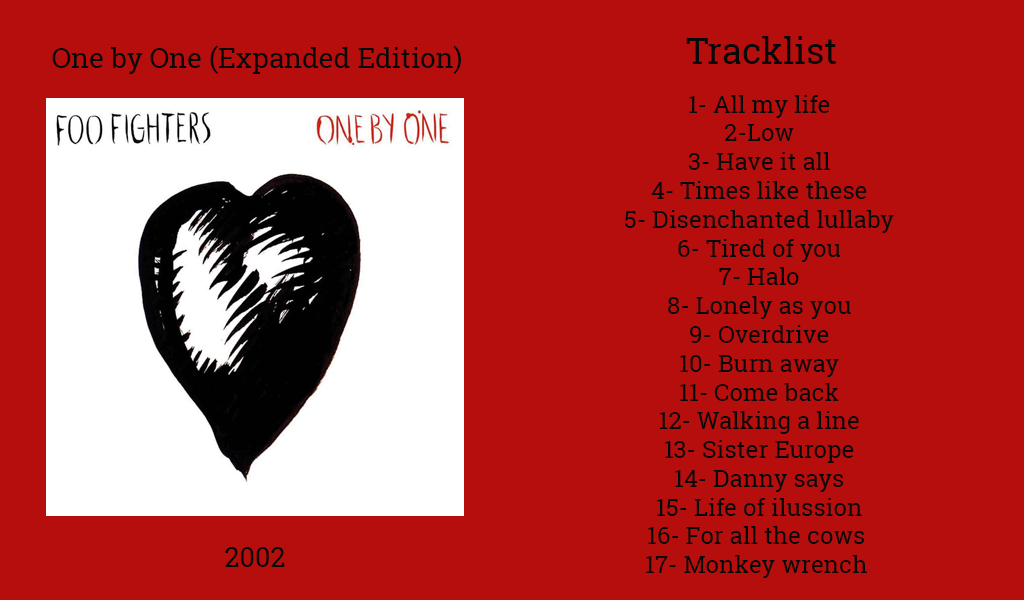 One by One (Expanded Edition)
FOO FIGHTERS ONE BY ONE
2002
Tracklist
1- All my life
2-Low
3- Have it all
4- Times like these
5- Disenchanted lullaby
6- Tired of you
7- Halo
8- Lonely as you
9- Overdrive
10- Burn away
11- Come back
12- Walking a line
13- Sister Europe
14- Danny says
15- Life of ilussion
16- For all the cows
17- Monkey wrench